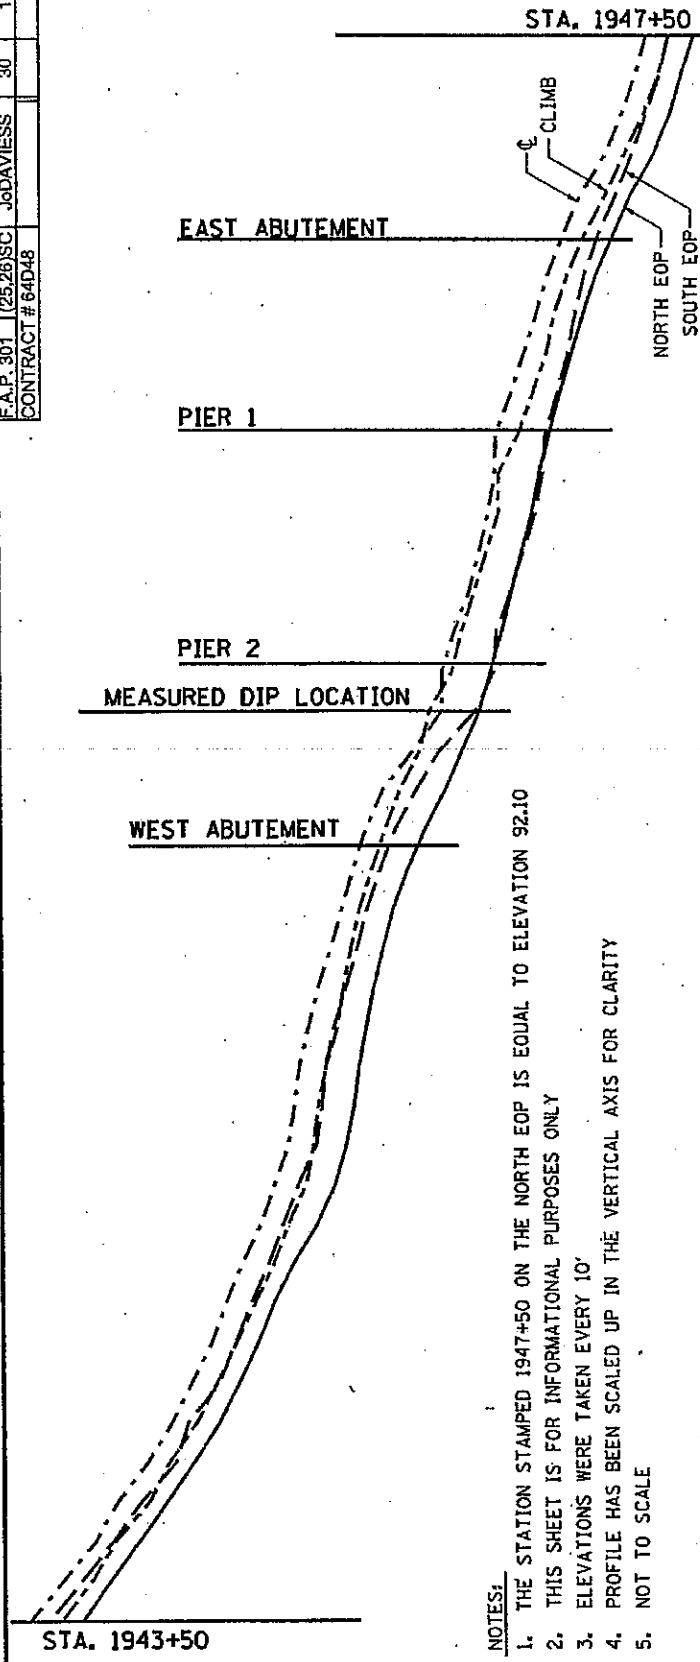 F.A.P. 301 (25,26)SC JoDAVIESS 30 1
CONTRACT # 64D48
STA. 1947+50
℄
CLIMB
EAST ABUTEMENT
NORTH EOP
SOUTH EOP
PIER 1
PIER 2
MEASURED DIP LOCATION
WEST ABUTEMENT
STA. 1943+50
NOTES:
1. THE STATION STAMPED 1947+50 ON THE NORTH EOP IS EQUAL TO ELEVATION 92.10
2. THIS SHEET IS FOR INFORMATIONAL PURPOSES ONLY
3. ELEVATIONS WERE TAKEN EVERY 10'
4. PROFILE HAS BEEN SCALED UP IN THE VERTICAL AXIS FOR CLARITY
5. NOT TO SCALE